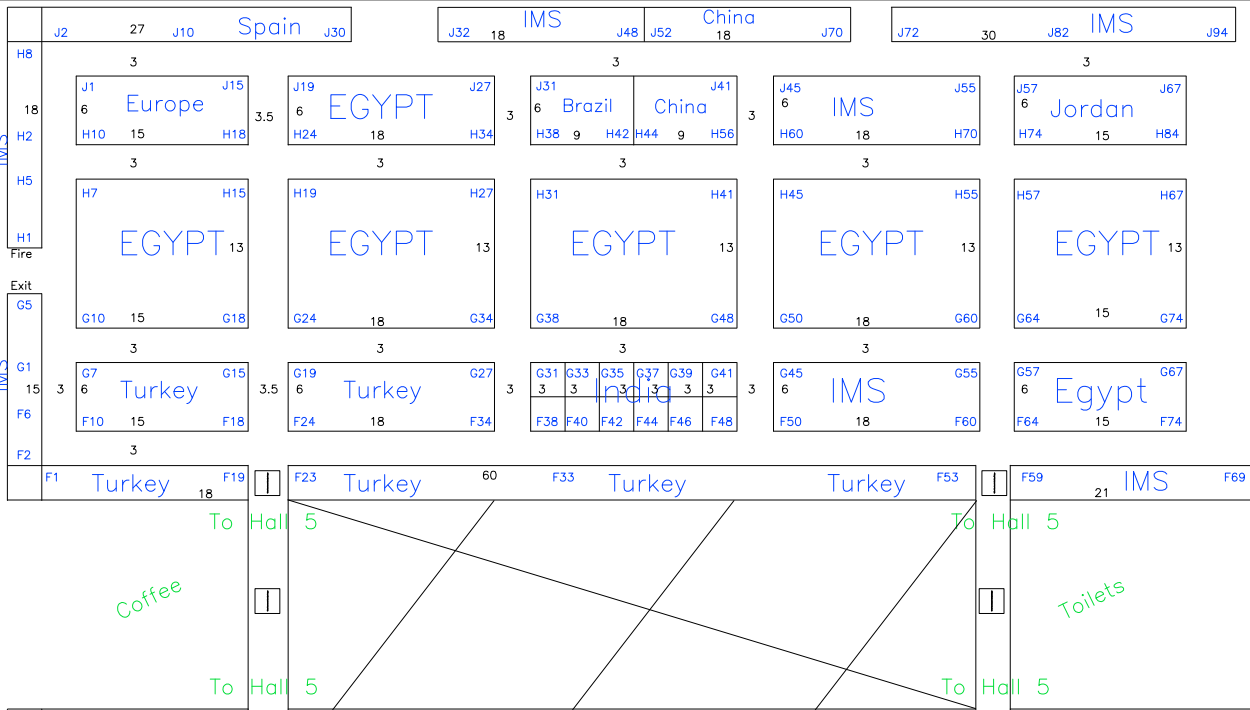 J2 27 J10 Spain J30 J32 IMS 18 J48 J52 China 18 J70 J72 30 J82 IMS J94
H8 3 3 3
18 J1 Europe J15 J19 EGYPT J27 J31 Brazil China J41 J45 IMS J55 J57 Jordan J67
6 3.5 6 3 6 3 6 6
H2 H10 15 H18 H24 18 H34 H38 9 H42 H44 9 H56 H60 18 H70 H74 15 H84
IMS
3 3 3 3
H5 H7 H15 H19 H27 H31 H41 H45 H55 H57 H67
H1 EGYPT 13 EGYPT 13 EGYPT 13 EGYPT 13 EGYPT 13
Fire
Exit
G5 G10 15 G18 G24 18 G34 G38 18 G48 G50 18 G60 G64 15 G74
3 3 3 3
G1 G7 G15 G19 G27 G31 G33 G35 G37 G39 G41 G45 G55 G57 G67
IMS 15 3 6 Turkey 3.5 6 Turkey 3 3 3 India 3 3 3 3 3 6 IMS 6 Egypt
F6 F10 15 F18 F24 18 F34 F38 F40 F42 F44 F46 F48 F50 18 F60 F64 15 F74
F2 3
F1 Turkey 18 F19 F23 Turkey 60 F33 Turkey Turkey F53 F59 21 IMS F69
To Hall 5 To Hall 5
Coffee Toilets
To Hall 5 To Hall 5